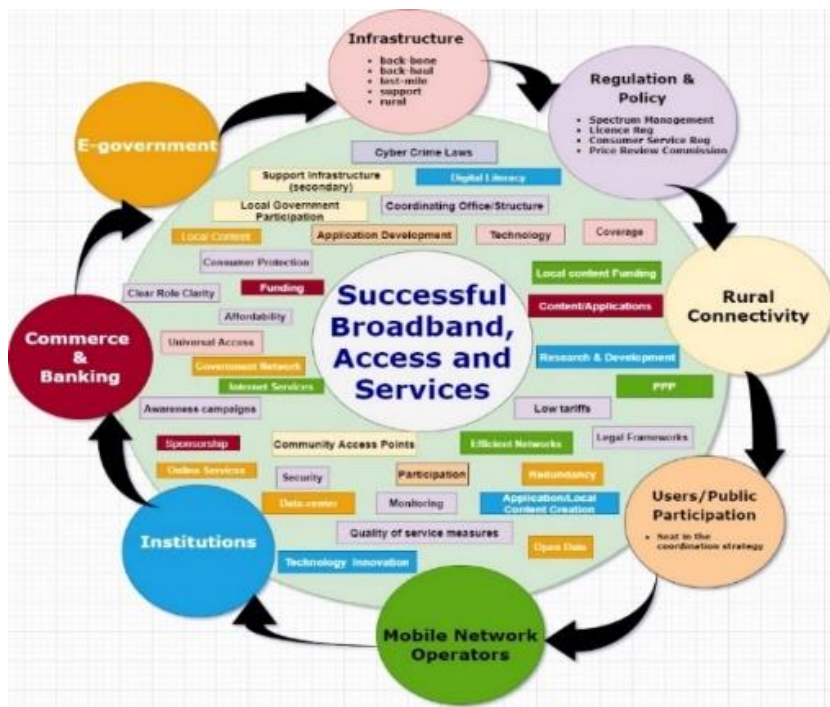 Infrastructure
• back-bone
• back-haul
• last-mile
• support
• rural
Regulation &
Policy
• Spectrum Management
• Licence Reg
• Consumer Service Reg
• Price Review Commission
E-government
Cyber Crime Laws
Support Infrastructure
(secondary)
Digital Literacy
Local Government
Participation
Coordinating Office/Structure
Local Content
Application Development
Technology
Coverage
Consumer Protection
Local content Funding
Clear Role Clarity
Funding
Successful
Broadband,
Access and
Services
Content/Applications
Rural
Connectivity
Affordability
Commerce
&
Banking
Universal Access
Government Network
Research & Development
Internet Services
PPP
Awareness campaigns
Low tariffs
Sponsorship
Community Access Points
Efficient Networks
Legal Frameworks
Online Services
Security
Participation
Redundancy
Users/Public
Participation
• Seat in the
coordination strategy
Data-center
Monitoring
Application/Local
Content Creation
Institutions
Quality of service measures
Open Data
Technology Innovation
Mobile Network
Operators